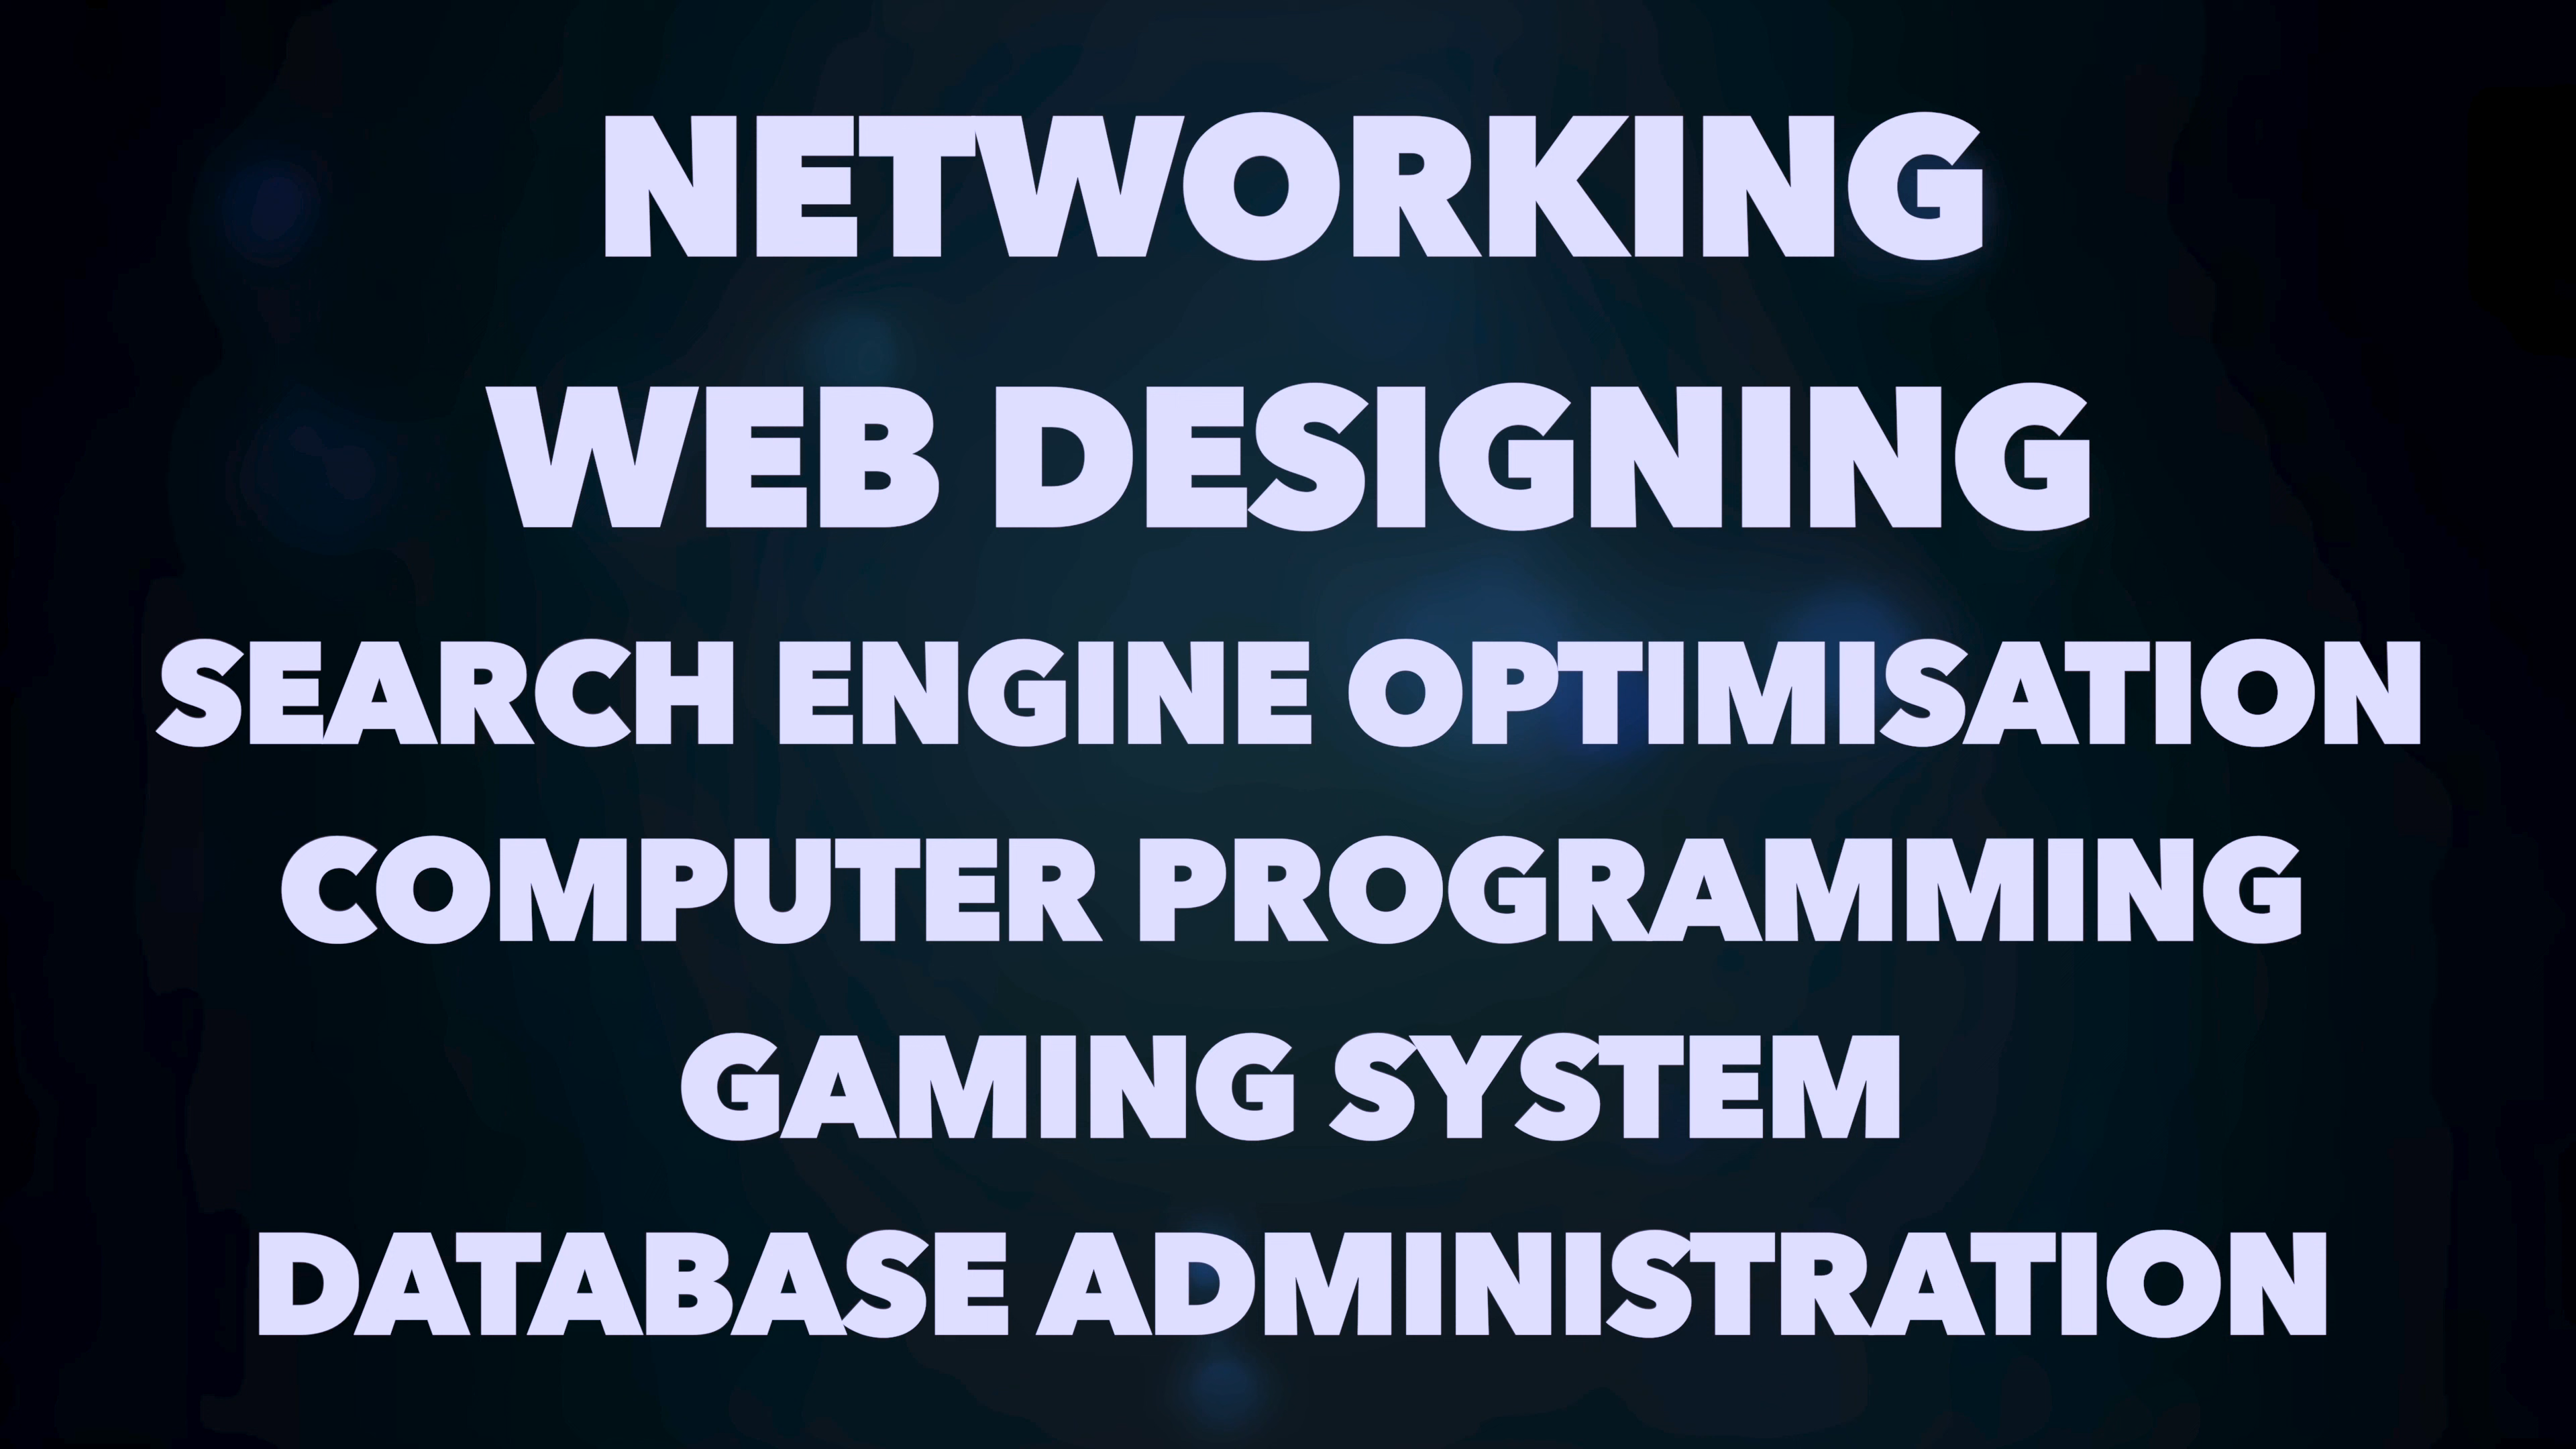 NETWORKING
WEB DESIGNING
SEARCH ENGINE OPTIMISATION
COMPUTER PROGRAMMING
GAMING SYSTEM
DATABASE ADMINISTRATION